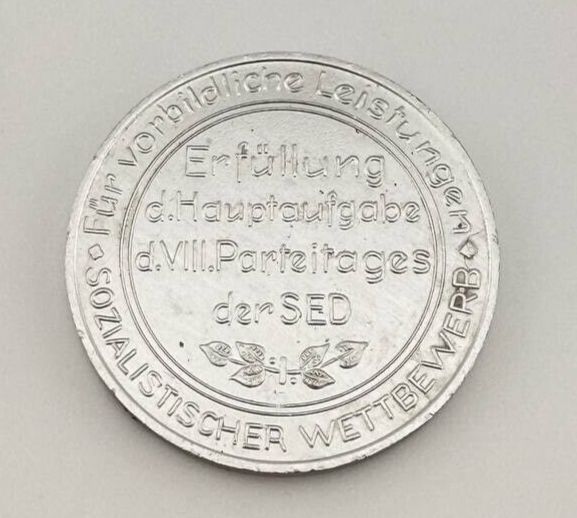 Für vorbildliche Leistungen
Erfüllung
d.Hauptaufgabe
d.VIII.Parteitages
der SED
SOZIALISTISCHER WETTBEWERB